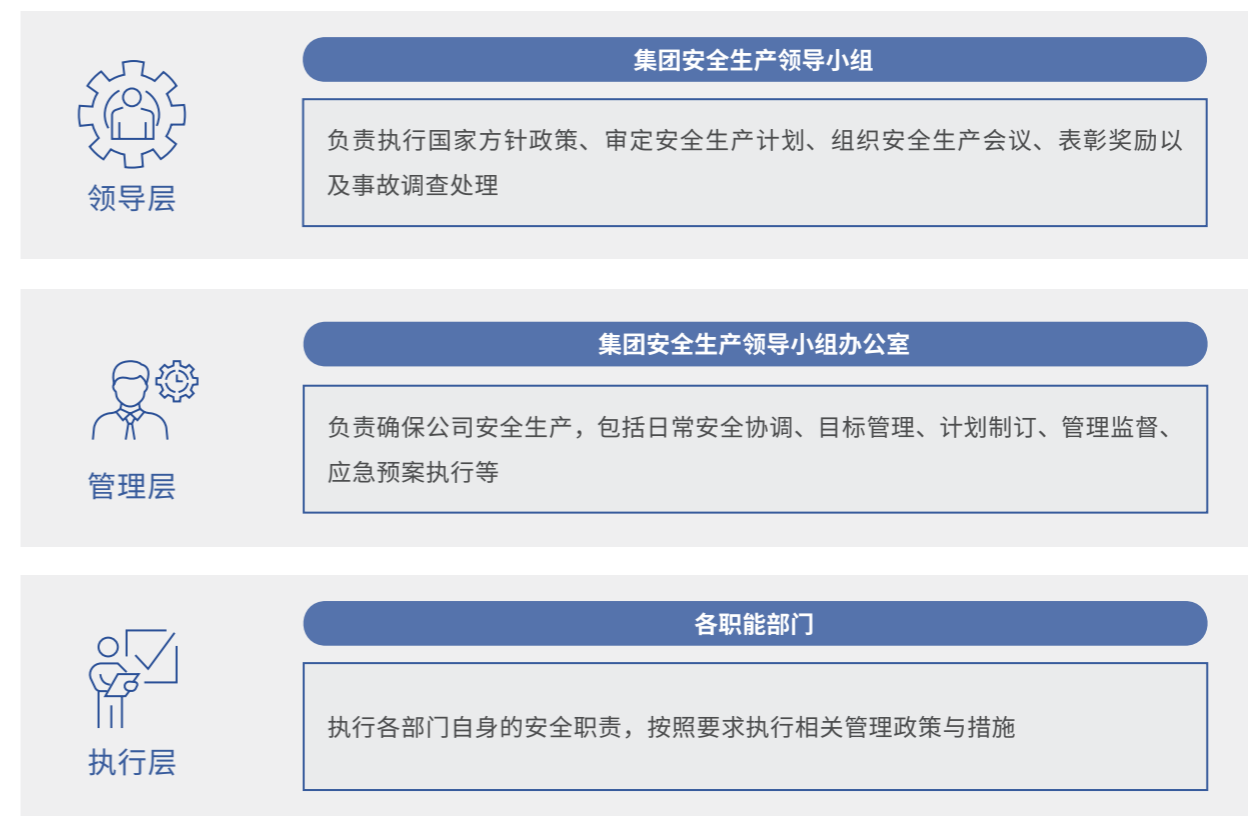 集团安全生产领导小组
负责执行国家方针政策、审定安全生产计划、组织安全生产会议、表彰奖励以
及事故调查处理
领导层
集团安全生产领导小组办公室
负责确保公司安全生产，包括日常安全协调、目标管理、计划制订、管理监督、
应急预案执行等
管理层
各职能部门
执行各部门自身的安全职责，按照要求执行相关管理政策与措施
执行层